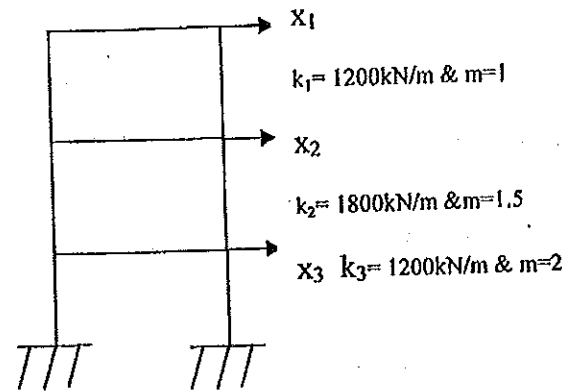 x₁
k₁= 1200kN/m & m=1
x₂
k₂= 1800kN/m &m=1.5
x₃ k₃= 1200kN/m & m=2